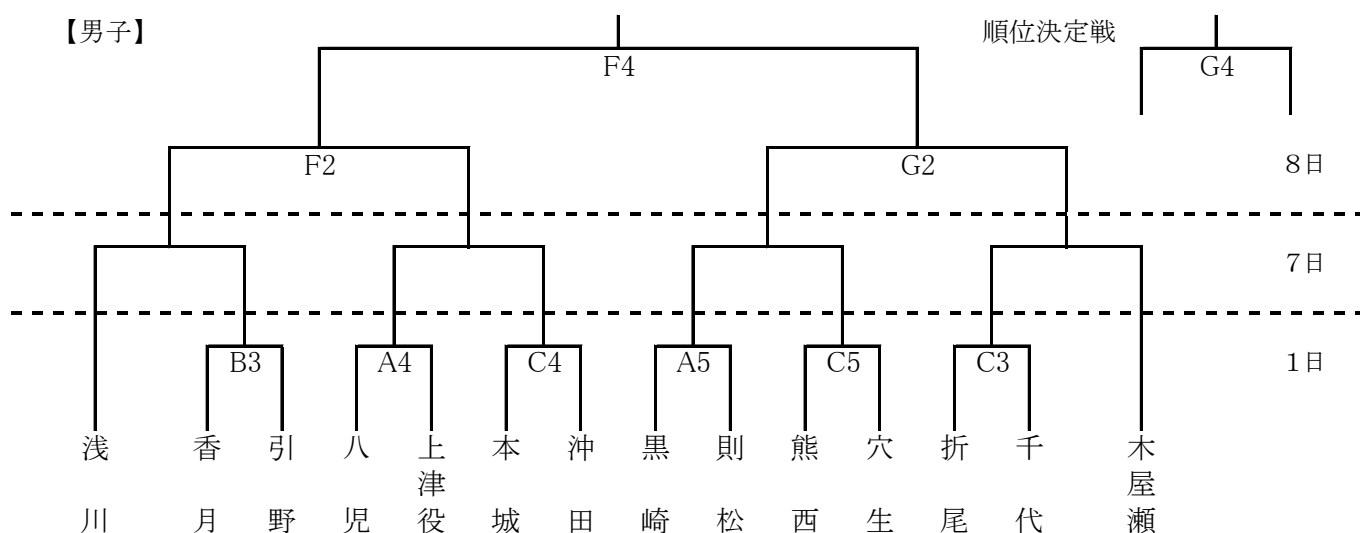 【男子】
順位決定戦
F4
G4
F2
G2
8日
7日
B3
A4
C4
A5
C5
C3
1日
浅川
香月
引野
八児
上津役
本城
沖田
黒崎
則松
熊西
穴生
折尾
千代
木屋瀬